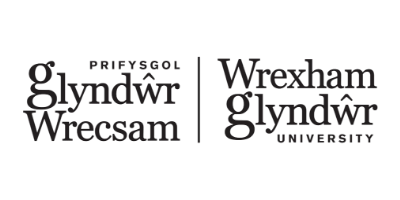 PRIFYSGOL
glyndŵr
Wrecsam
Wrexham
glyndŵr
UNIVERSITY